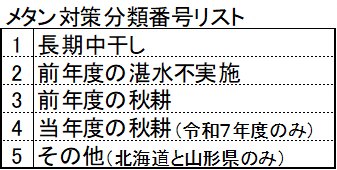 メタン対策分類番号リスト
1 長期中干し
2 前年度の湛水不実施
3 前年度の秋耕
4 当年度の秋耕(令和7年度のみ)
5 その他(北海道と山形県のみ)